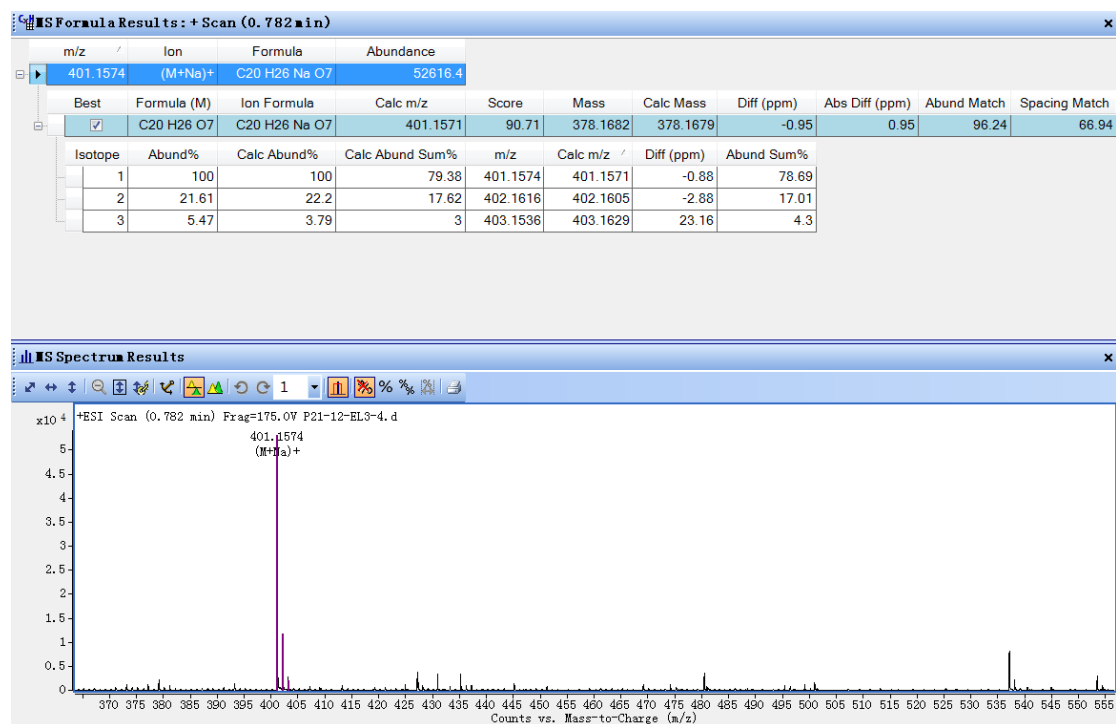 MS Formula Results: + Scan (0.782 min)
m/z Ion Formula Abundance
401.1574 (M+Na)+ C20 H26 Na O7 52616.4
Best Formula (M) Ion Formula Calc m/z Score Mass Calc Mass Diff (ppm) Abs Diff (ppm) Abund Match Spacing Match
C20 H26 O7 C20 H26 Na O7 401.1571 90.71 378.1682 378.1679 -0.95 0.95 96.24 66.94
Isotope Abund% Calc Abund% Calc Abund Sum% m/z Calc m/z Diff (ppm) Abund Sum%
1 100 100 79.38 401.1574 401.1571 -0.88 78.69
2 21.61 22.2 17.62 402.1616 402.1605 -2.88 17.01
3 5.47 3.79 3 403.1536 403.1629 23.16 4.3
MS Spectrum Results
1 % %
x10 4 +ESI Scan (0.782 min) Frag=175.0V P21-12-EL3-4.d
401.1574
(M+Na)+
5
4.5
4
3.5
3
2.5
2
1.5
1
0.5
0
370 375 380 385 390 395 400 405 410 415 420 425 430 435 440 445 450 455 460 465 470 475 480 485 490 495 500 505 510 515 520 525 530 535 540 545 550 555
Counts vs. Mass-to-Charge (m/z)